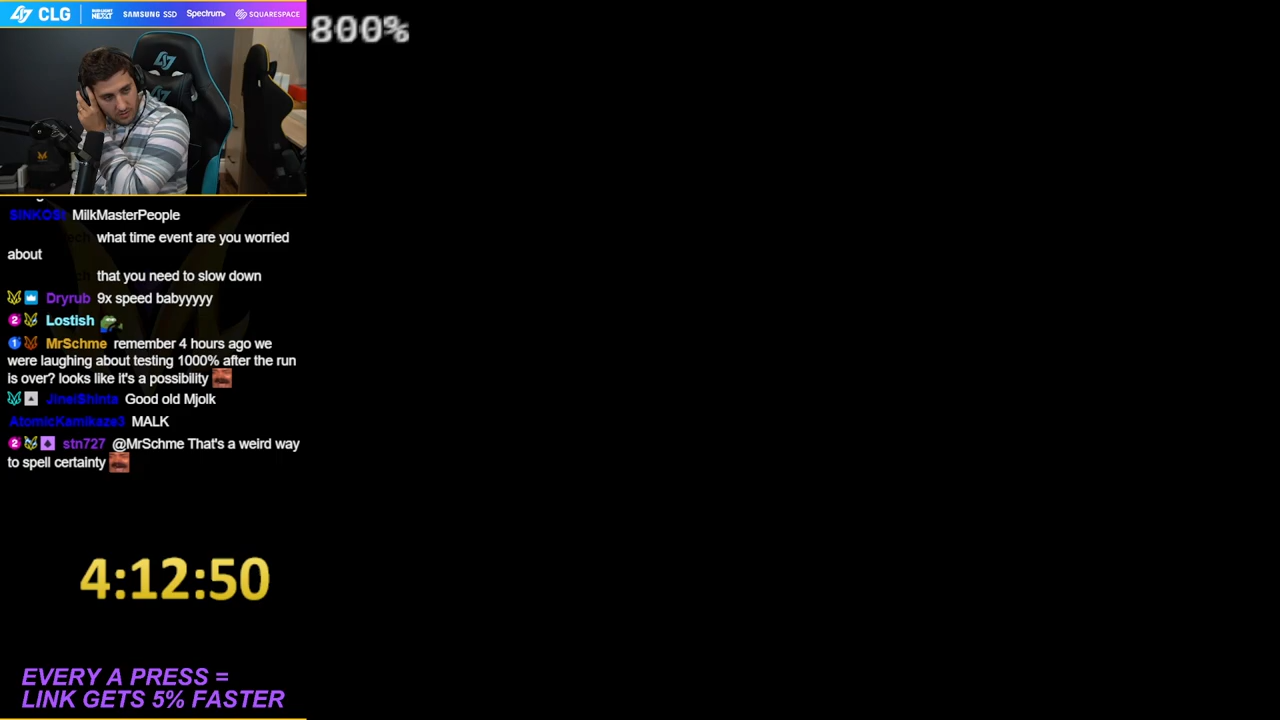 CLG
SAMSUNG SSD
Spectrum
SQUARESPACE
800%
MilkMasterPeople
what time event are you worried
about
that you need to slow down
Dryrub 9x speed babyyyyy
Lostish
MrSchme remember 4 hours ago we
were laughing about testing 1000% after the run
is over? looks like it's a possibility
Good old Mjolk
AtomicKamikaze3 MALK
stn727 @MrSchme That's a weird way
to spell certainty
4:12:50
EVERY A PRESS =
LINK GETS 5% FASTER